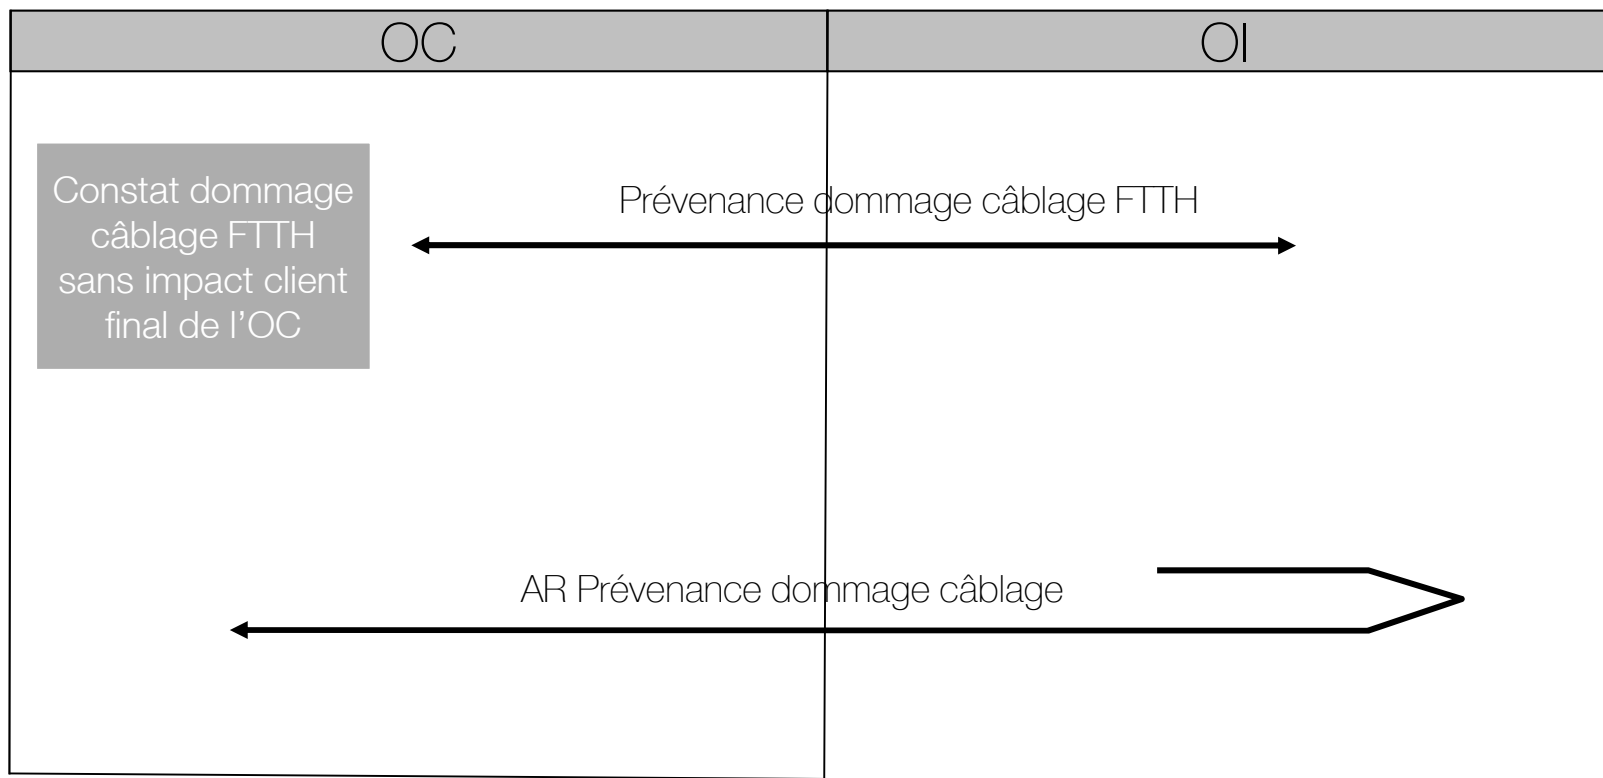 OC
OI
Constat dommage
câblage FTTH
sans impact client
final de l’OC
Prévenance dommage câblage FTTH
AR Prévenance dommage câblage